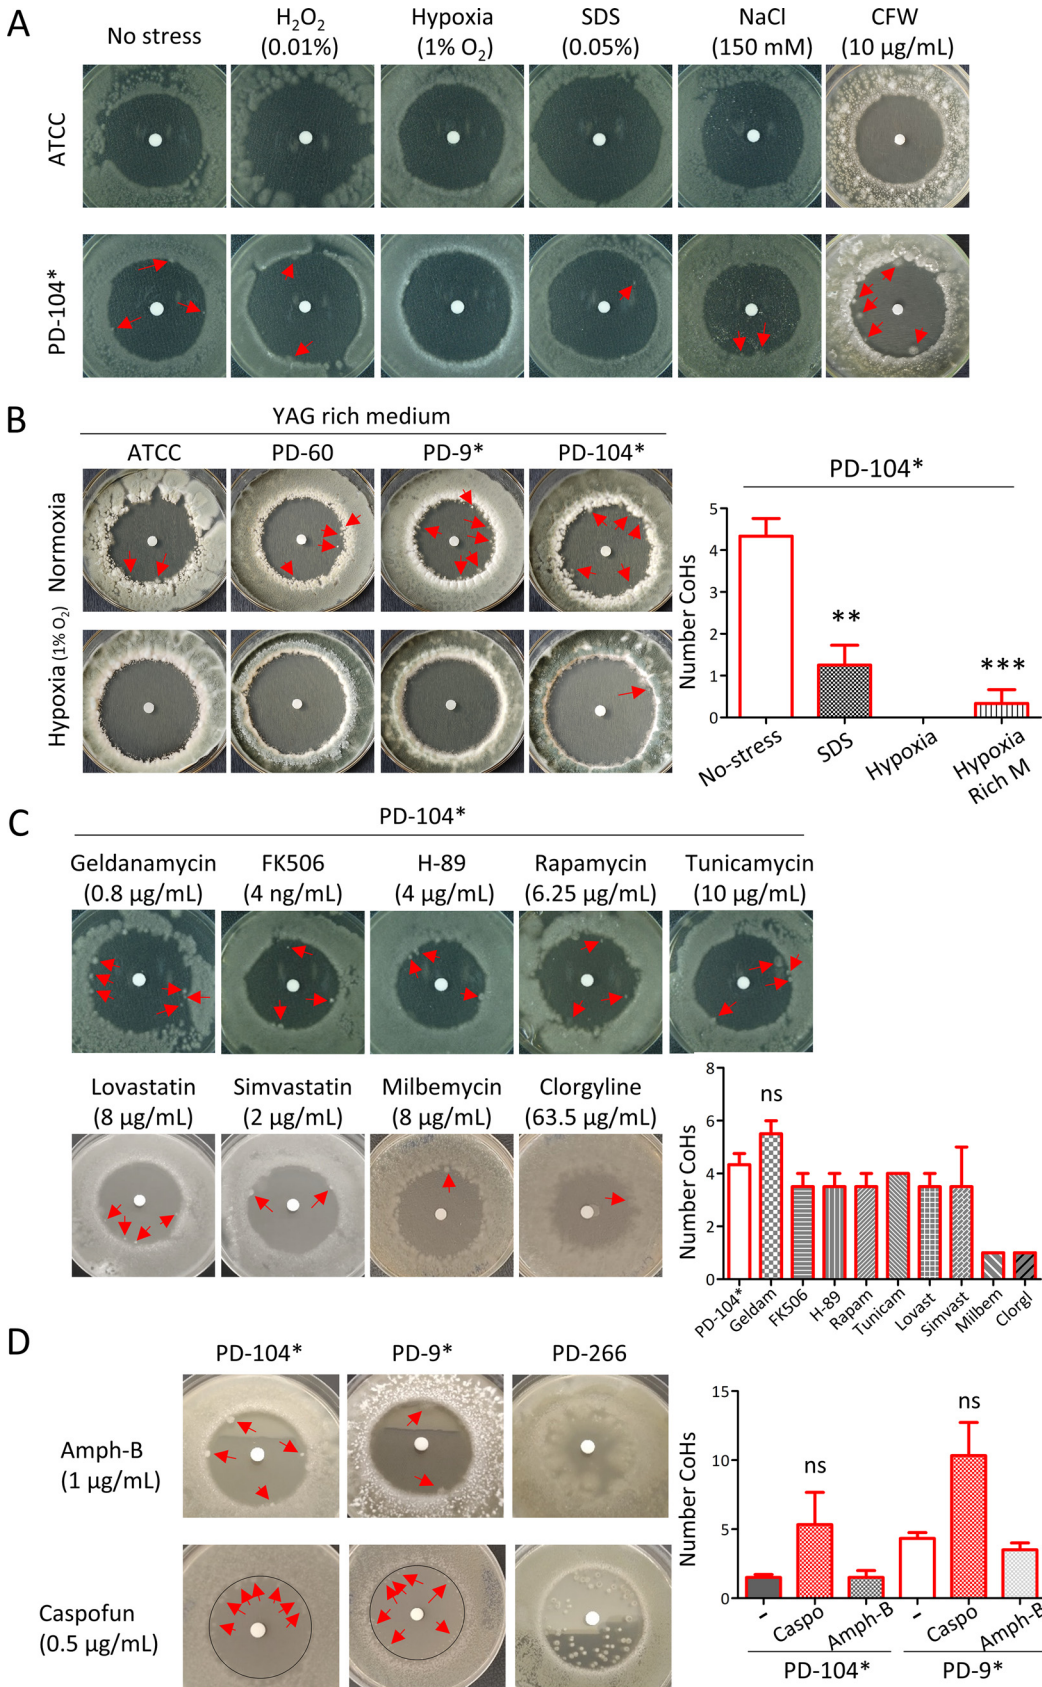 A
No stress
H₂O₂
(0.01%)
Hypoxia
(1% O₂)
SDS
(0.05%)
NaCl
(150 mM)
CFW
(10 µg/mL)
ATCC
PD-104*
B
YAG rich medium
ATCC
PD-60
PD-9*
PD-104*
Normoxia
Hypoxia (1% O₂)
PD-104*
Number CoHs
5
4
3
2
1
0
**
***
No-stress
SDS
Hypoxia
Hypoxia
Rich M
C
PD-104*
Geldanamycin
(0.8 µg/mL)
FK506
(4 ng/mL)
H-89
(4 µg/mL)
Rapamycin
(6.25 µg/mL)
Tunicamycin
(10 µg/mL)
Lovastatin
(8 µg/mL)
Simvastatin
(2 µg/mL)
Milbemycin
(8 µg/mL)
Clorgyline
(63.5 µg/mL)
Number CoHs
8
6
4
2
0
ns
PD-104*
Geldam
FK506
H-89
Rapam
Tunicam
Lovast
Simvast
Milbem
Clorgl
D
PD-104*
PD-9*
PD-266
Amph-B
(1 µg/mL)
Caspofun
(0.5 µg/mL)
Number CoHs
15
10
5
0
ns
ns
-
Caspo
Amph-B
-
Caspo
Amph-B
PD-104*
PD-9*